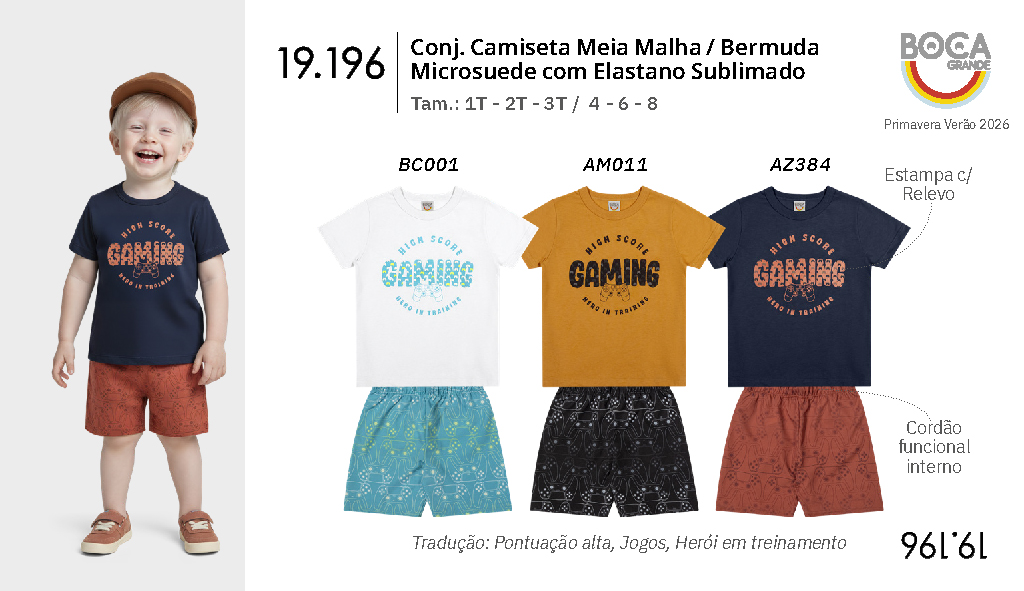 19.196
Conj. Camiseta Meia Malha / Bermuda
Microsuede com Elastano Sublimado
Tam.: 1T - 2T - 3T / 4 - 6 - 8
BOCA
GRANDE
Primavera Verão 2026
BC001
AM011
AZ384
Estampa c/
Relevo
HIGH SCORE
GAMING
HERO IN TRAINING
HIGH SCORE
GAMING
HERO IN TRAINING
HIGH SCORE
GAMING
HERO IN TRAINING
HIGH SCORE
GAMING
HERO IN TRAINING
Cordão
funcional
interno
Tradução: Pontuação alta, Jogos, Herói em treinamento
19.196